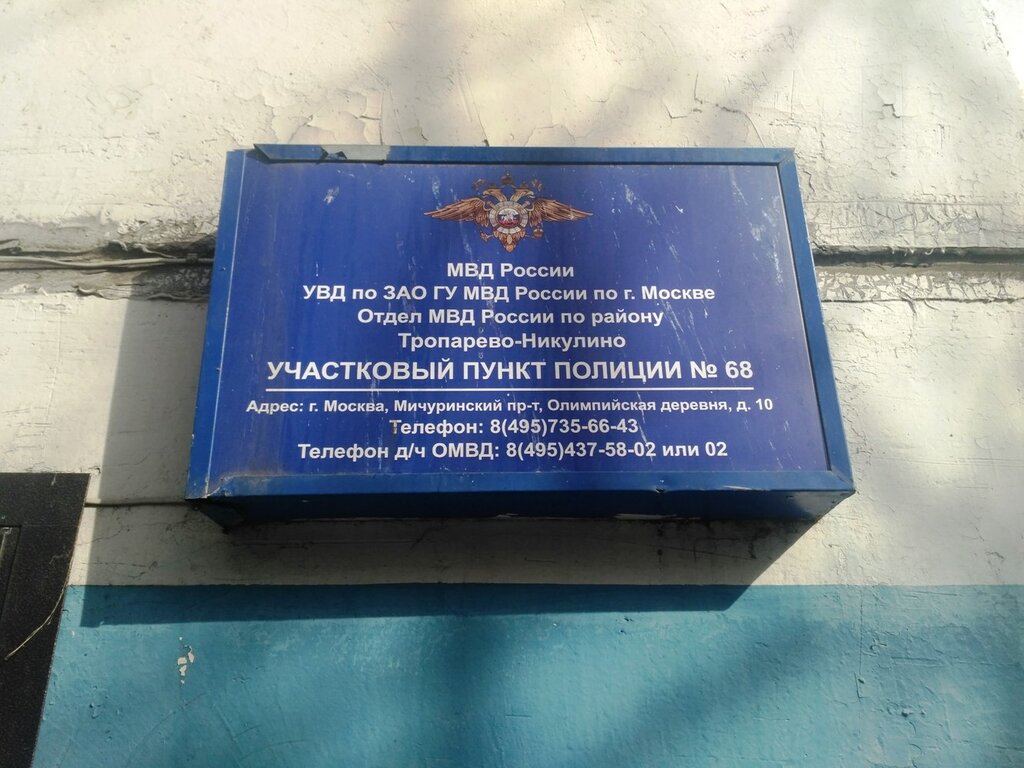 МВД России
УВД по ЗАО ГУ МВД России по г. Москве
Отдел МВД России по району
Тропарево-Никулино
УЧАСТКОВЫЙ ПУНКТ ПОЛИЦИИ № 68
Адрес: г. Москва, Мичуринский пр-т, Олимпийская деревня, д. 10
Телефон: 8(495)735-66-43
Телефон д/ч ОМВД: 8(495)437-58-02 или 02